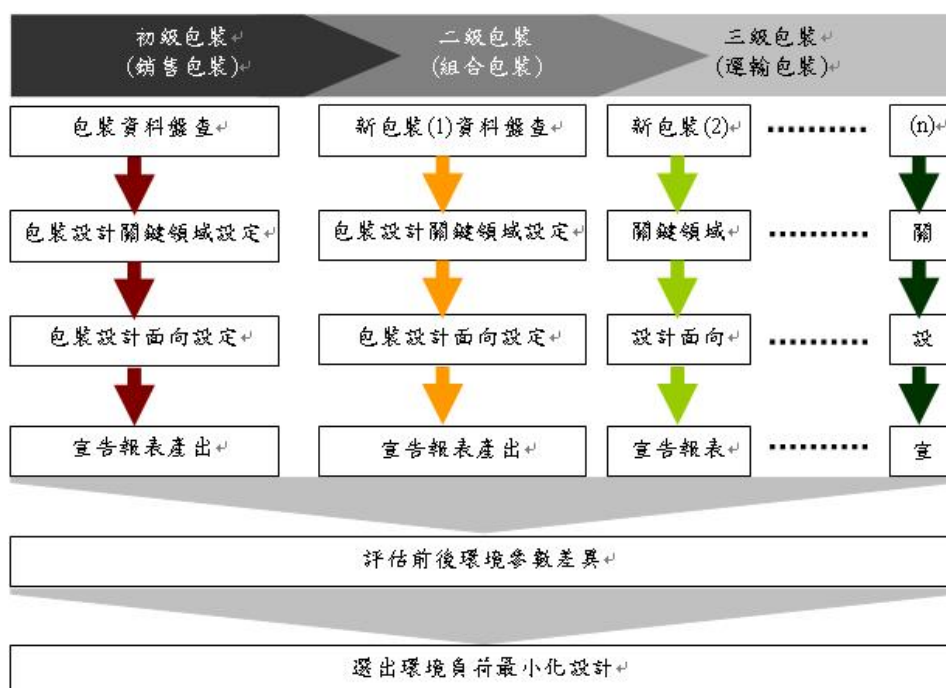 初級包裝
(銷售包裝)
二級包裝
(組合包裝)
三級包裝
(運輸包裝)
包裝資料盤查
新包裝(1)資料盤查
新包裝(2)
..........
(n)
包裝設計關鍵領域設定
包裝設計關鍵領域設定
關鍵領域
..........
關
包裝設計面向設定
包裝設計面向設定
設計面向
..........
設
宣告報表產出
宣告報表產出
宣告報表
..........
宣
評估前後環境參數差異
選出環境負荷最小化設計